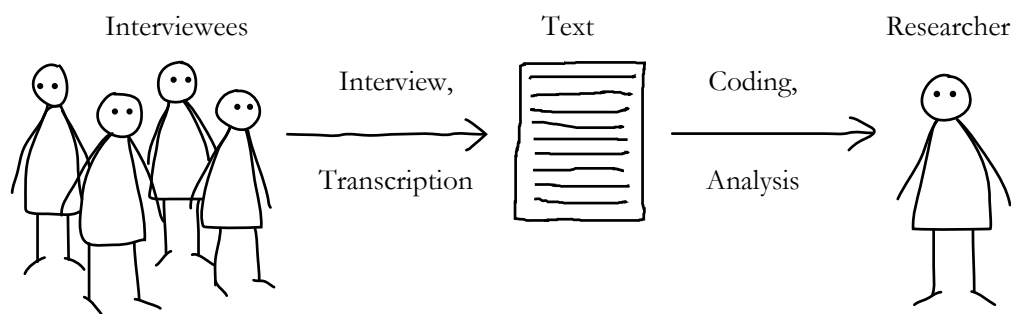 Interviewees
Text
Researcher
Interview,
Coding,
Transcription
Analysis